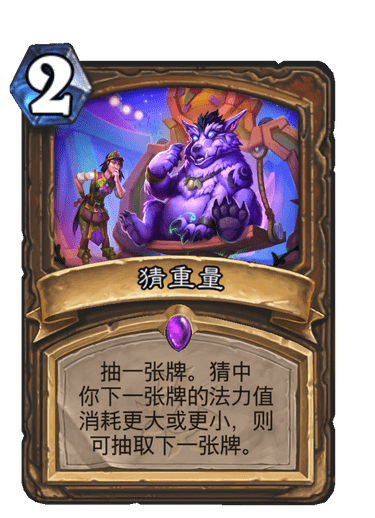 2
猜重量
抽一张牌。猜中
你下一张牌的法力值
消耗更大或更小，则
可抽取下一张牌。